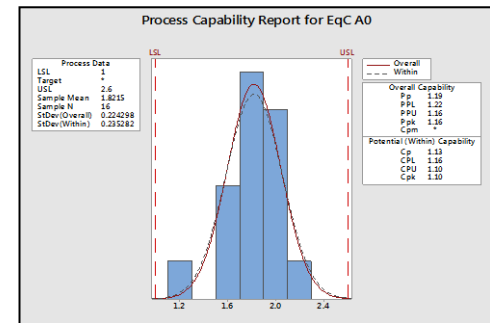 Process Capability Report for EqC A0
LSL
USL
Process Data
LSL 1
Target *
USL 2.6
Sample Mean 1.8215
Sample N 16
StDev(Overall) 0.224298
StDev(Within) 0.235282
Overall
Within
Overall Capability
Pp 1.19
PPL 1.22
PPU 1.16
Ppk 1.16
Cpm *
Potential (Within) Capability
Cp 1.13
CPL 1.16
CPU 1.10
Cpk 1.10
1.2 1.6 2.0 2.4